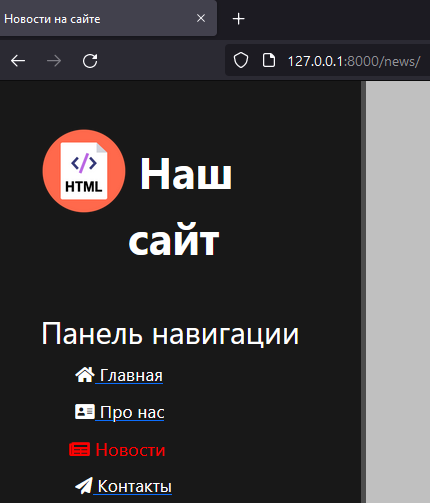 Новости на сайте
127.0.0.1:8000/news/
</>
HTML
Наш
сайт
Панель навигации
Главная
Про нас
Новости
Контакты